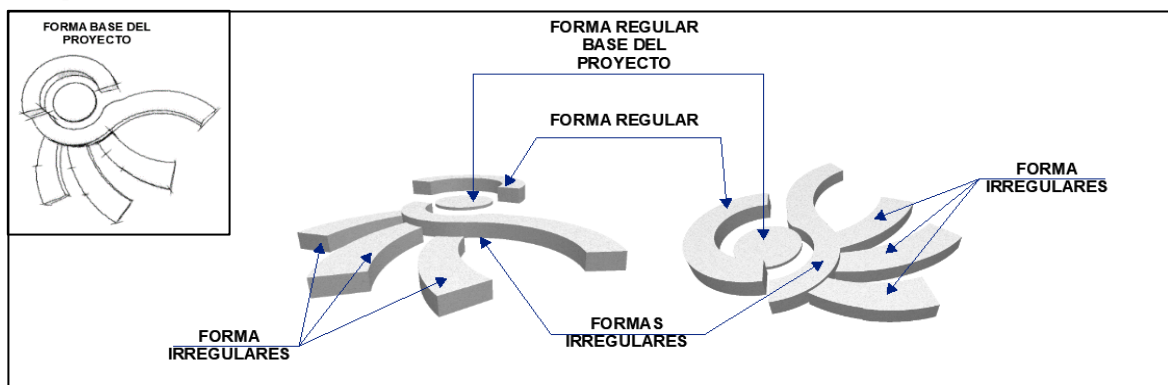 FORMA BASE DEL
PROYECTO
FORMA REGULAR
BASE DEL
PROYECTO
FORMA REGULAR
FORMA
IRREGULARES
FORMA
IRREGULARES
FORMAS
IRREGULARES